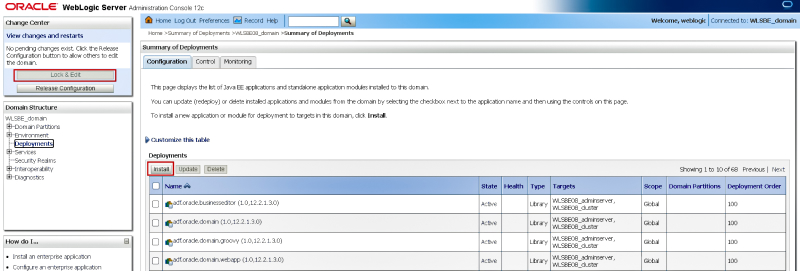 ORACLE WebLogic Server Administration Console 12c
Change Center
View changes and restarts
No pending changes exist. Click the Release
Configuration button to allow others to edit
the domain.
Lock & Edit
Release Configuration
Domain Structure
WLSBE_domain
Domain Partitions
Environment
Deployments
Services
Security Realms
Interoperability
Diagnostics
How do I...
Install an enterprise application
Configure an enterprise application
Home Log Out Preferences Record Help
Welcome, weblogic Connected to: WLSBE_domain
Home >Summary of Deployments >WLSBE08_domain >Summary of Deployments
Summary of Deployments
Configuration Control Monitoring
This page displays the list of Java EE applications and standalone application modules installed to this domain.
You can update (redeploy) or delete installed applications and modules from the domain by selecting the checkbox next to the application name and then using the controls on this page.
To install a new application or module for deployment to targets in this domain, click Install.
Customize this table
Deployments
Install Update Delete
Showing 1 to 10 of 68 Previous | Next
Name State Health Type Targets Scope Domain Partitions Deployment Order
adf.oracle.businesseditor (1.0,12.2.1.3.0) Active Library WLSBE08_adminserver, Global 100
WLSBE08_cluster
adf.oracle.domain (1.0,12.2.1.3.0) Active Library WLSBE08_adminserver, Global 100
WLSBE08_cluster
adf.oracle.domain.groovy (1.0,12.2.1.3.0) Active Library WLSBE08_adminserver, Global 100
WLSBE08_cluster
adf.oracle.domain.webapp (1.0,12.2.1.3.0) Active Library WLSBE08_adminserver, Global 100
WLSBE08_cluster
ORACLE